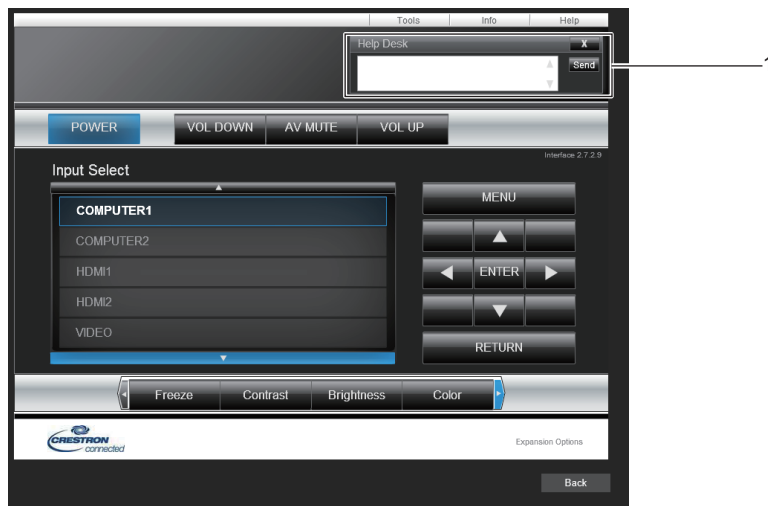 Tools Info Help
Help Desk X
Send
1
POWER VOL DOWN AV MUTE VOL UP
Interface 2.7.2.9
Input Select
MENU
COMPUTER1
COMPUTER2
HDMI1
ENTER
HDMI2
VIDEO
RETURN
Freeze Contrast Brightness Color
CRESTRON
connected
Expansion Options
Back